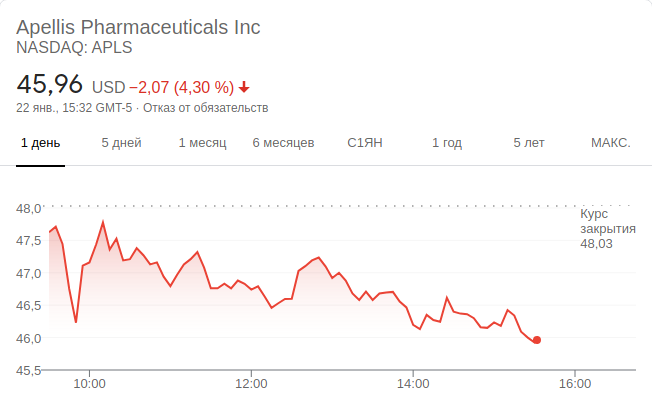 Apellis Pharmaceuticals Inc
NASDAQ: APLS
45,96 USD −2,07 (4,30 %)
22 янв., 15:32 GMT-5 · Отказ от обязательств
1 день 5 дней 1 месяц 6 месяцев С1ЯН 1 год 5 лет МАКС.
48,0
Курс
закрытия
48,03
47,5
47,0
46,5
46,0
45,5
10:00 12:00 14:00 16:00